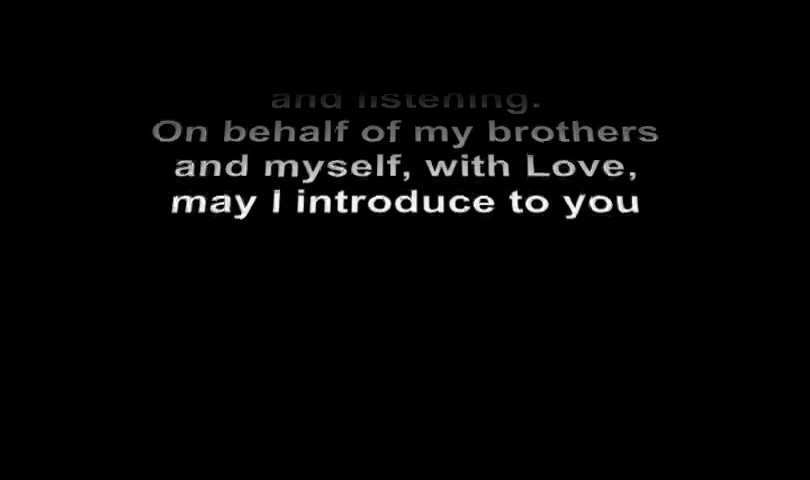 and listening.
On behalf of my brothers
and myself, with Love,
may I introduce to you